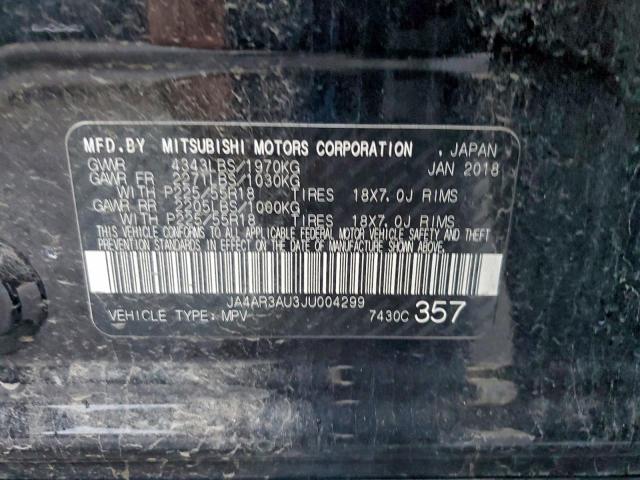 MFD.BY MITSUBISHI MOTORS CORPORATION . JAPAN
GVWR 4343LBS/1970KG JAN 2018
GAWR FR 2271LBS/1030KG
WITH P225/55R18 TIRES 18X7.0J RIMS
GAWR RR 2205LBS/1000KG
WITH P225/55R18 TIRES 18X7.0J RIMS
THIS VEHICLE CONFORMS TO ALL APPLICABLE FEDERAL MOTOR VEHICLE SAFETY AND THEFT
PREVENTION STANDARDS IN EFFECT ON THE DATE OF MANUFACTURE SHOWN ABOVE.
JA4AR3AU3JU004299
VEHICLE TYPE: MPV 7430C 357